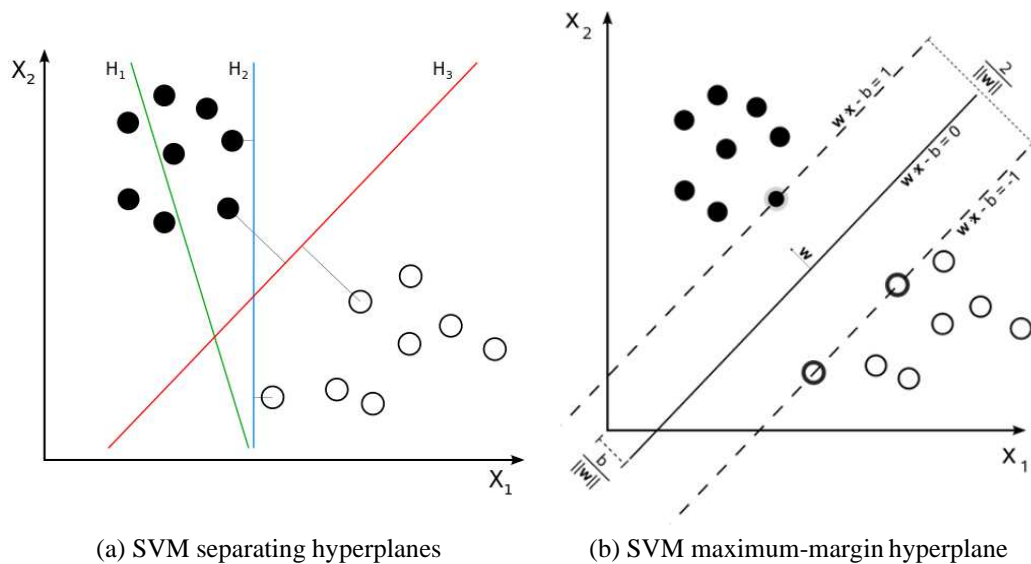 X2
H1
H2
H3
X1
X2
w x - b = 1
2
||w||
w x - b = 0
w x - b = -1
w
b
||w||
X1
(a) SVM separating hyperplanes
(b) SVM maximum-margin hyperplane